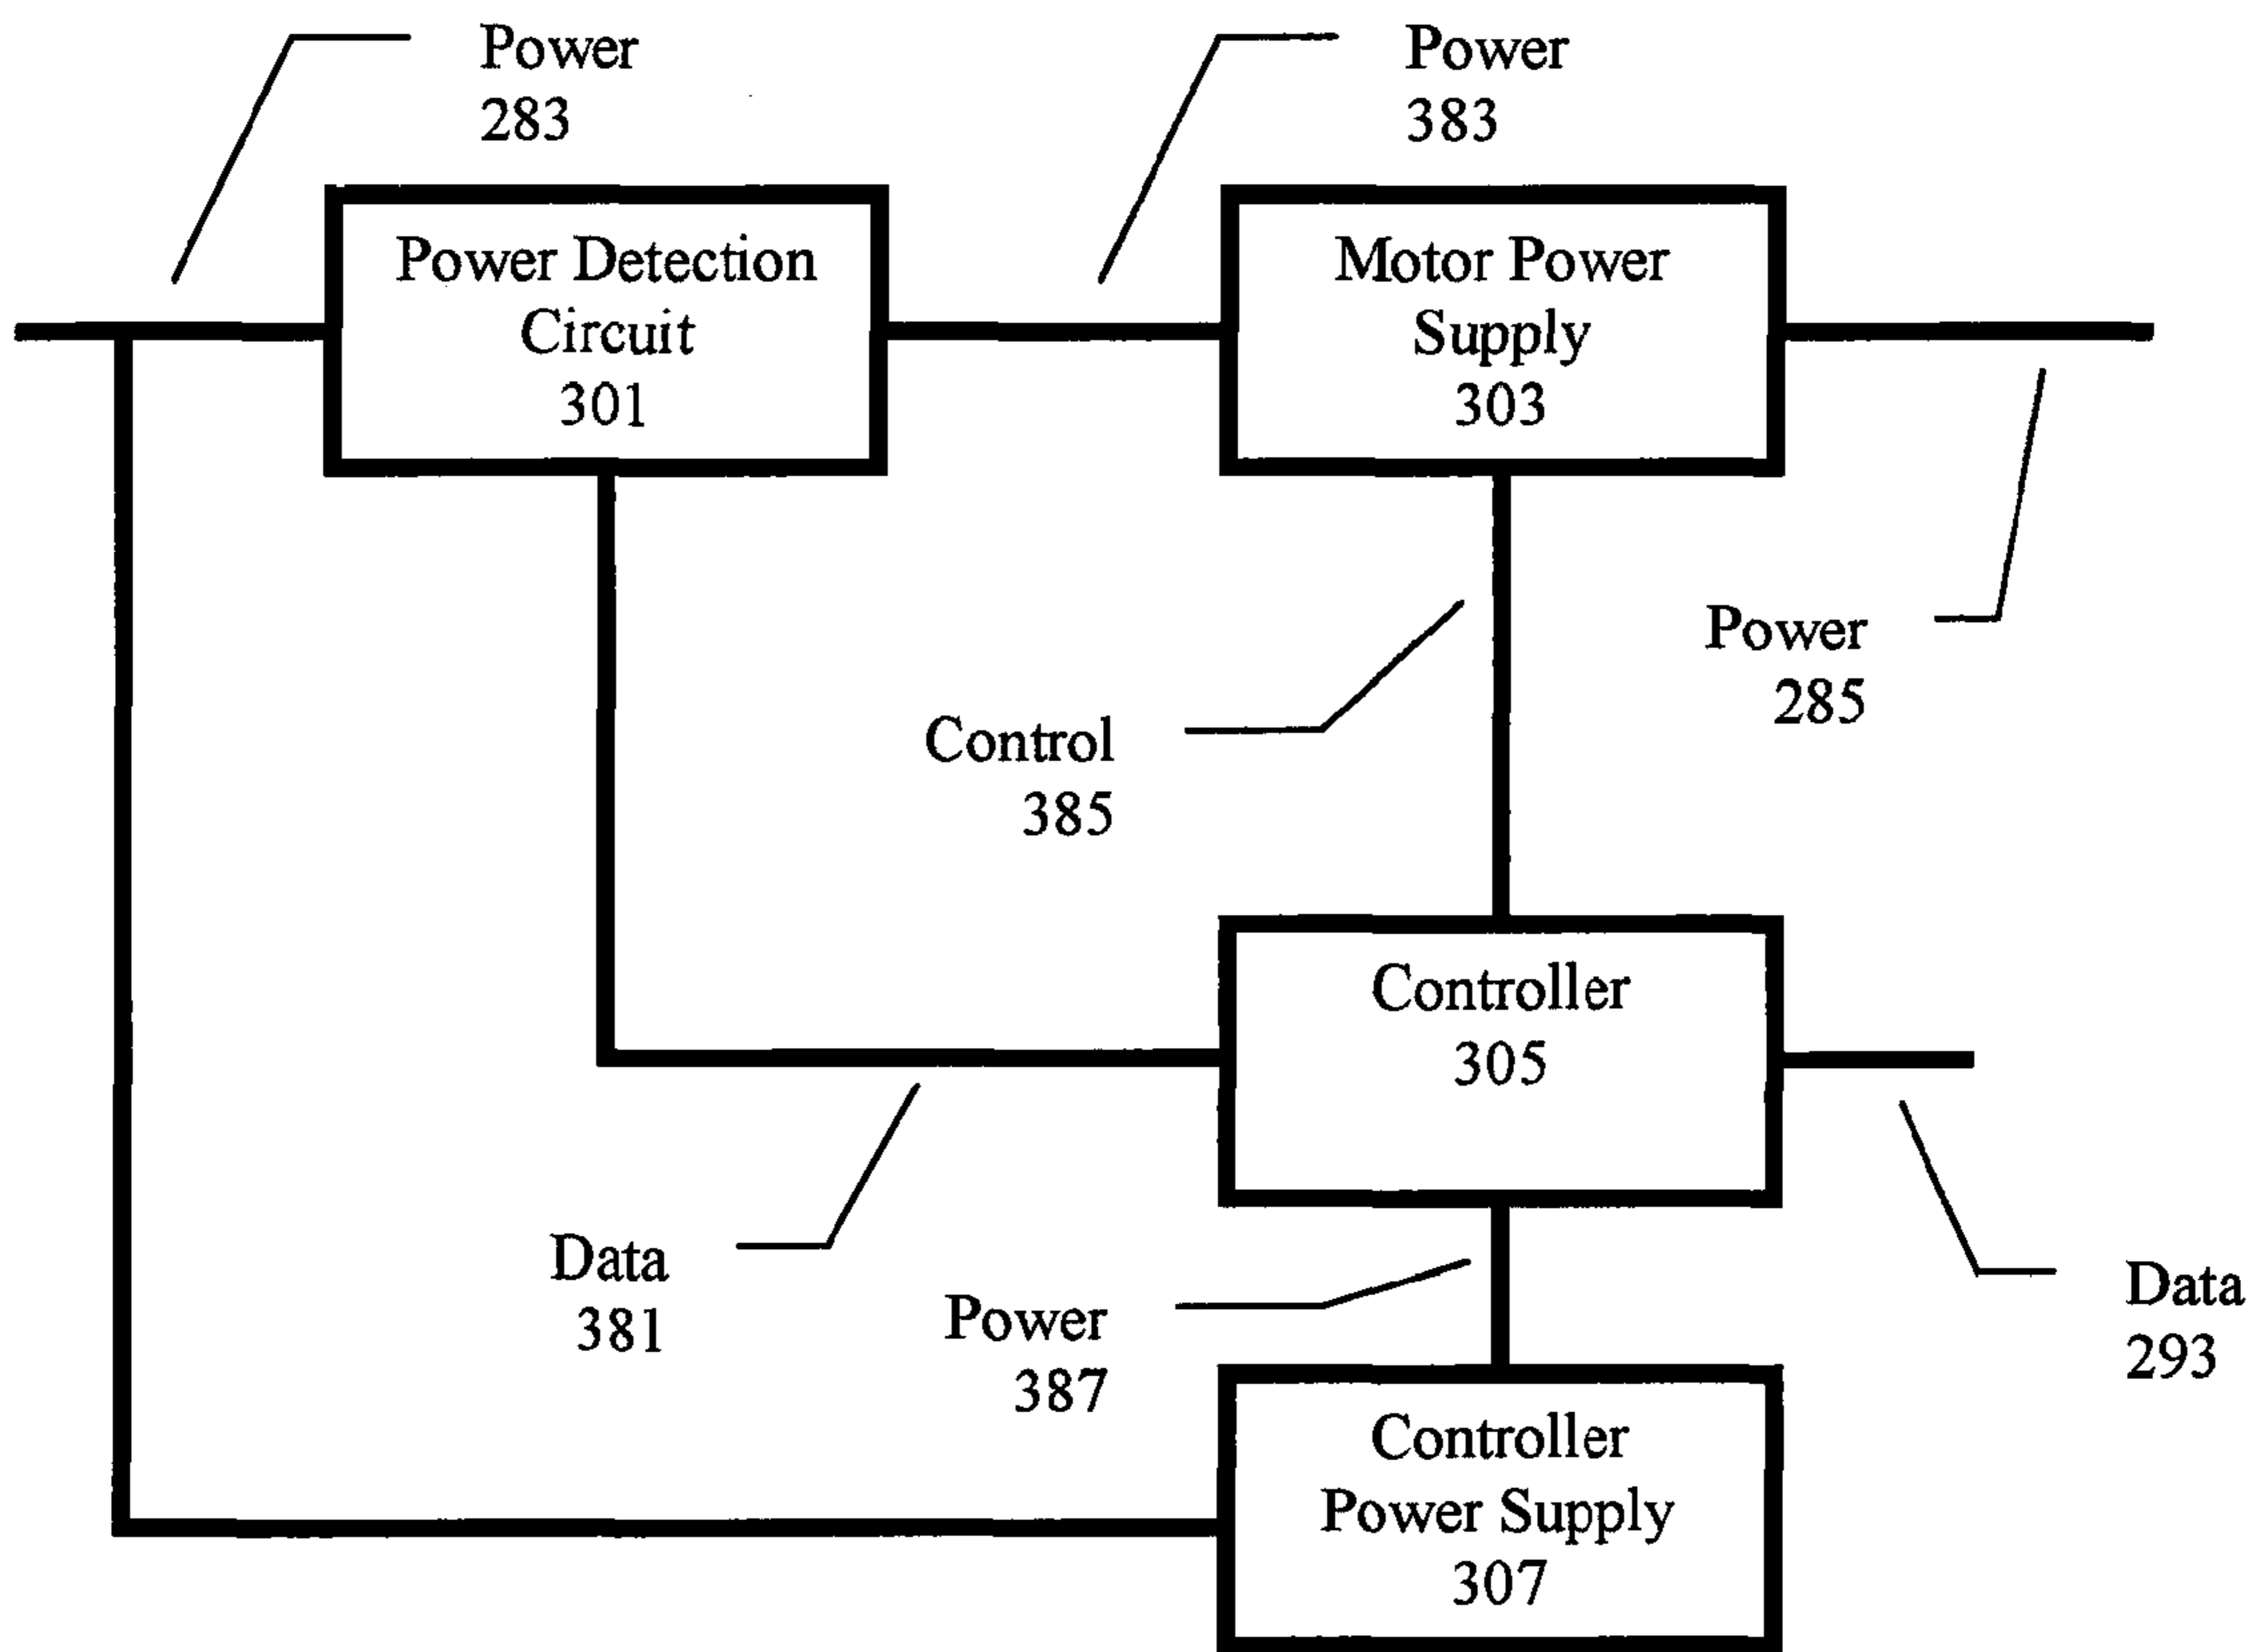 Power
283
Power
383
Power Detection
Circuit
301
Motor Power
Supply
303
Power
285
Control
385
Controller
305
Data
381
Power
387
Data
293
Controller
Power Supply
307